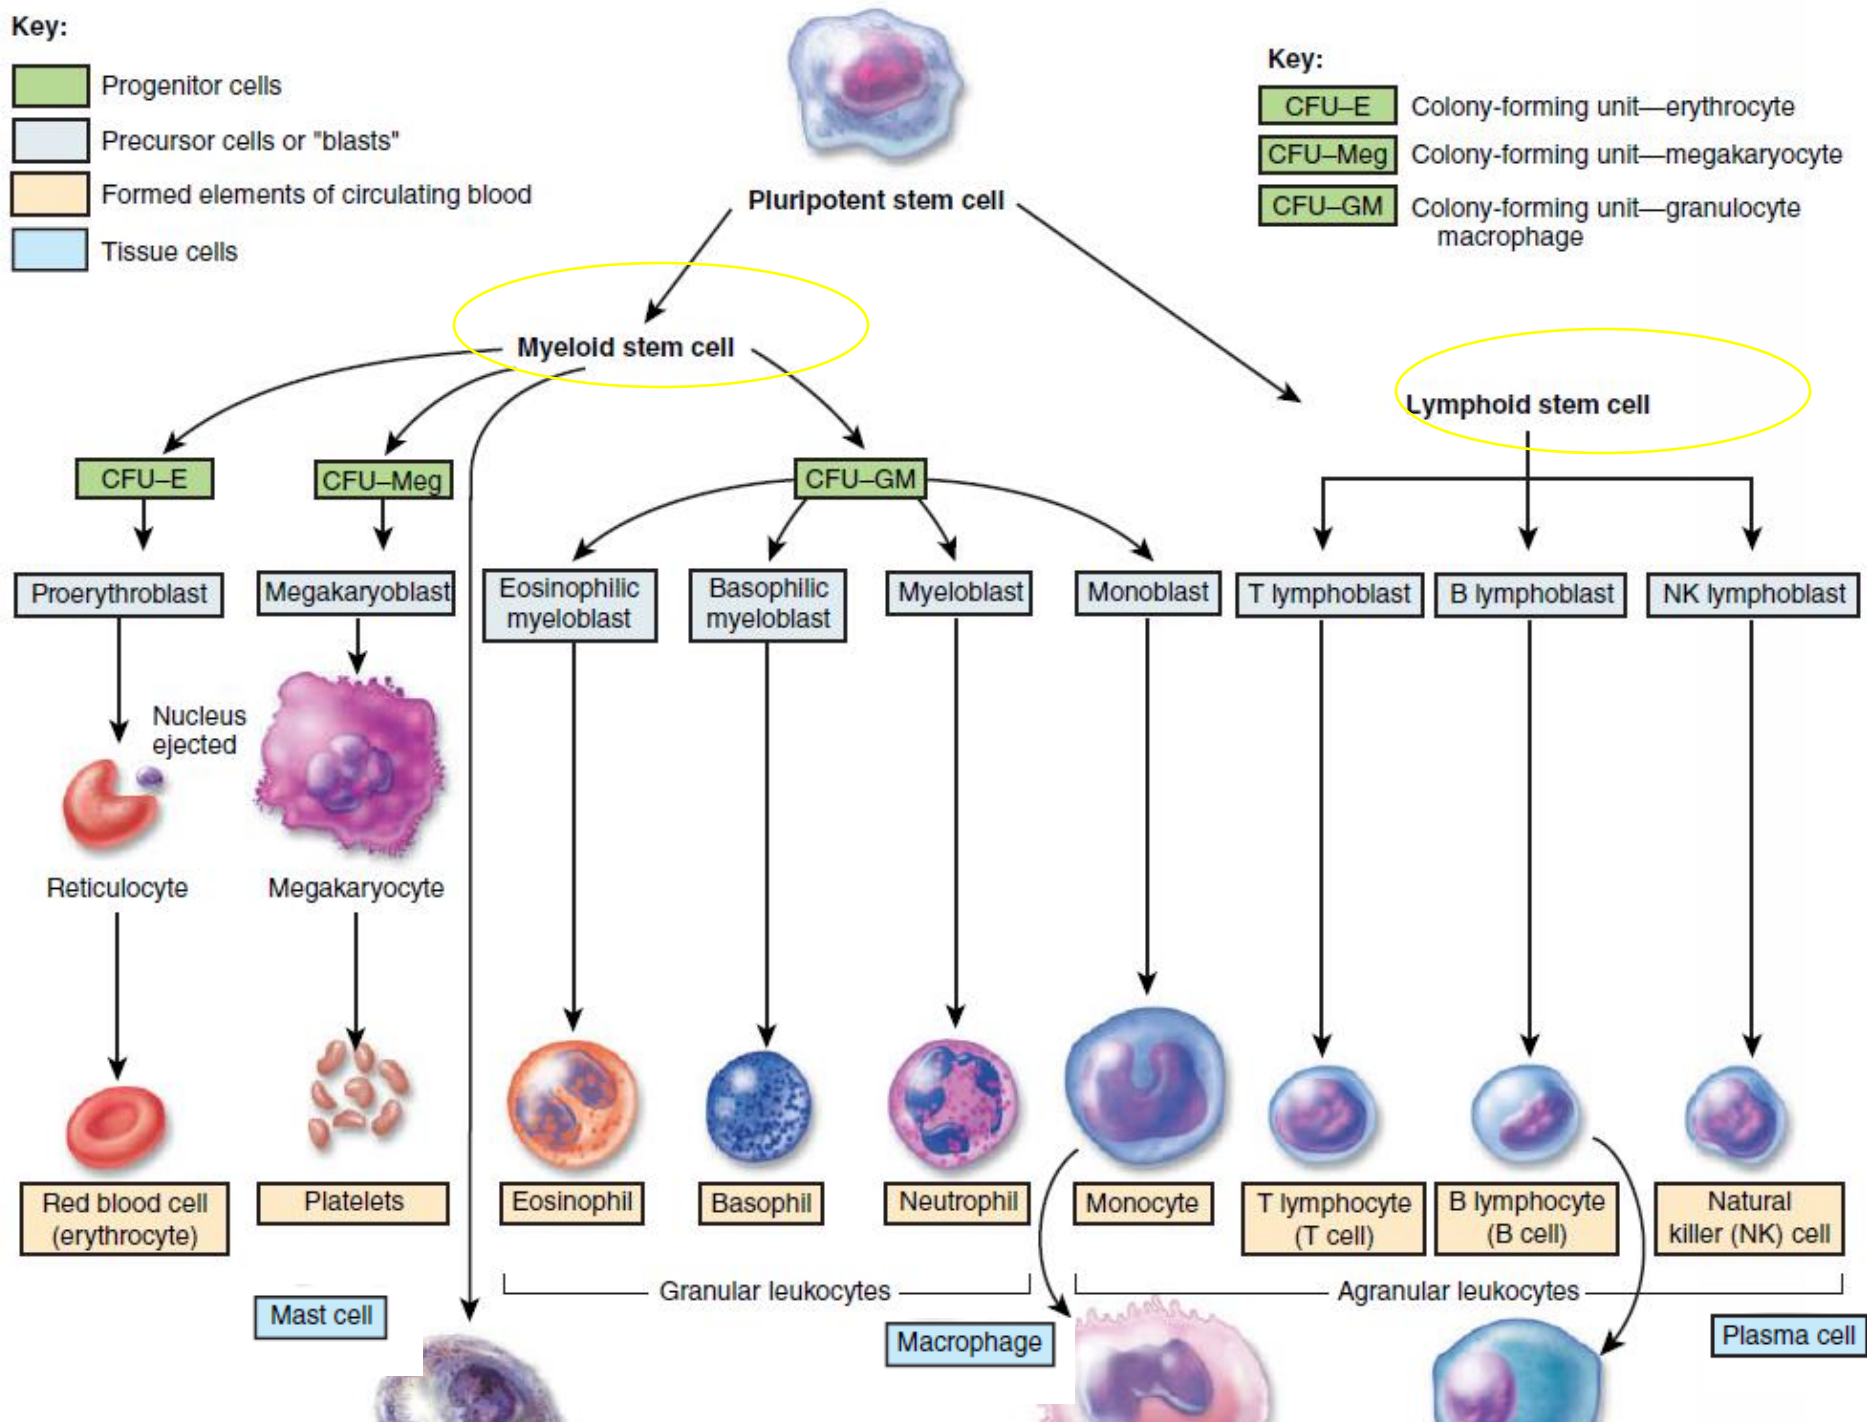 Key:
Progenitor cells
Precursor cells or "blasts"
Formed elements of circulating blood
Tissue cells
Key:
CFU–E Colony-forming unit—erythrocyte
CFU–Meg Colony-forming unit—megakaryocyte
CFU–GM Colony-forming unit—granulocyte
macrophage
Pluripotent stem cell
Myeloid stem cell
Lymphoid stem cell
CFU–E
CFU–Meg
CFU–GM
Proerythroblast
Megakaryoblast
Eosinophilic
myeloblast
Basophilic
myeloblast
Myeloblast
Monoblast
T lymphoblast
B lymphoblast
NK lymphoblast
Nucleus
ejected
Reticulocyte
Megakaryocyte
Red blood cell
(erythrocyte)
Platelets
Eosinophil
Basophil
Neutrophil
Monocyte
T lymphocyte
(T cell)
B lymphocyte
(B cell)
Natural
killer (NK) cell
Granular leukocytes
Agranular leukocytes
Mast cell
Macrophage
Plasma cell